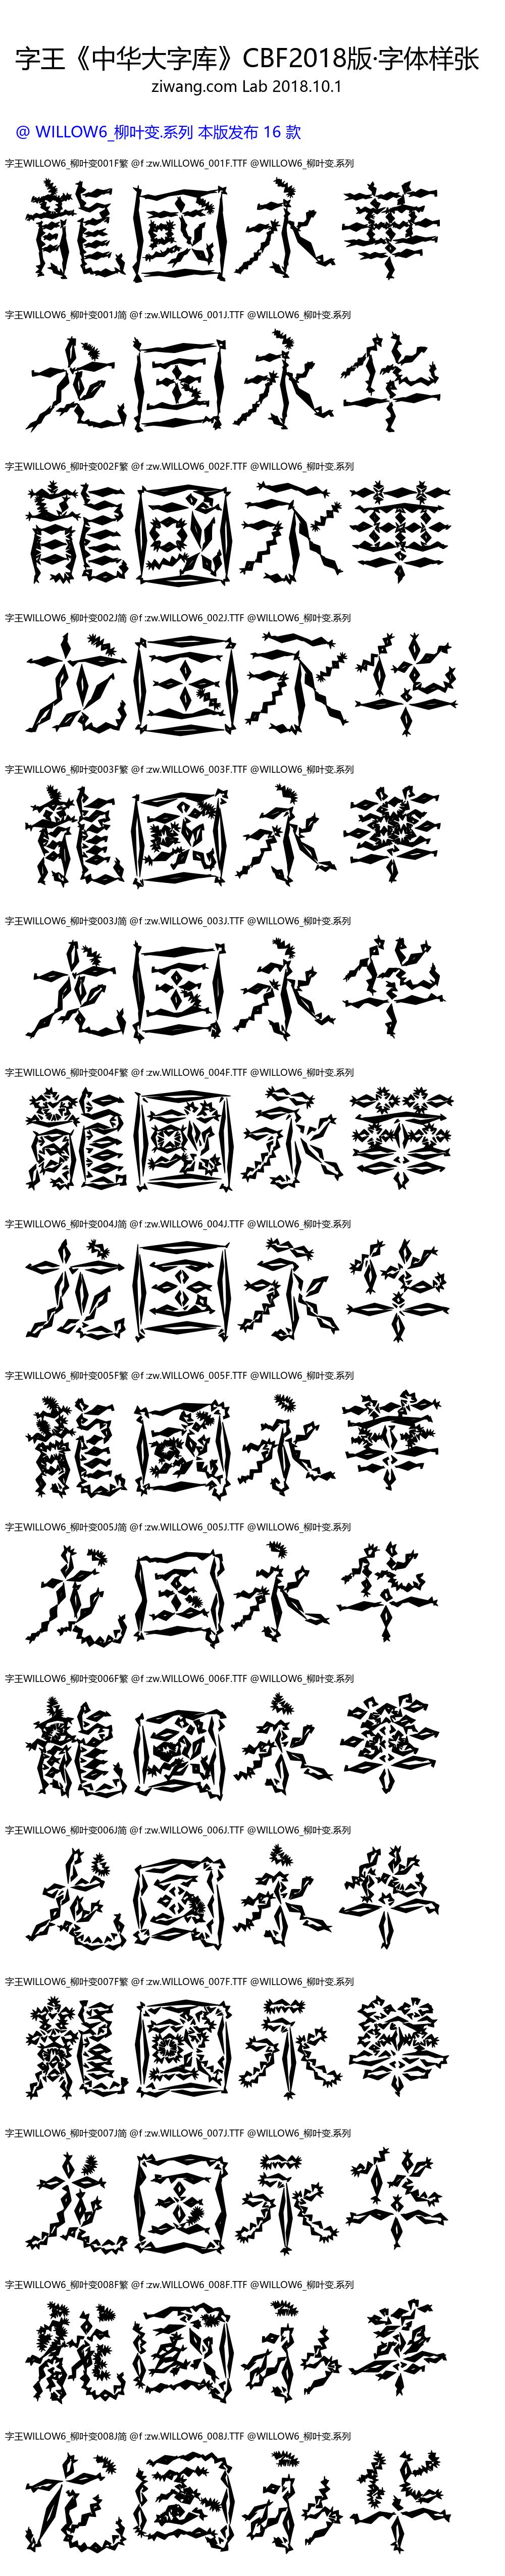 字王《中华大字库》CBF2018版·字体样张
ziwang.com Lab 2018.10.1
@ WILLOW6_柳叶变.系列 本版发布 16 款
字王WILLOW6_柳叶变001F繁 @f :zw.WILLOW6_001F.TTF @WILLOW6_柳叶变.系列
龍國永華
字王WILLOW6_柳叶变001J简 @f :zw.WILLOW6_001J.TTF @WILLOW6_柳叶变.系列
龙国永华
字王WILLOW6_柳叶变002F繁 @f :zw.WILLOW6_002F.TTF @WILLOW6_柳叶变.系列
龍國永華
字王WILLOW6_柳叶变002J简 @f :zw.WILLOW6_002J.TTF @WILLOW6_柳叶变.系列
龙国永华
字王WILLOW6_柳叶变003F繁 @f :zw.WILLOW6_003F.TTF @WILLOW6_柳叶变.系列
龍國永華
字王WILLOW6_柳叶变003J简 @f :zw.WILLOW6_003J.TTF @WILLOW6_柳叶变.系列
龙国永华
字王WILLOW6_柳叶变004F繁 @f :zw.WILLOW6_004F.TTF @WILLOW6_柳叶变.系列
龍國永華
字王WILLOW6_柳叶变004J简 @f :zw.WILLOW6_004J.TTF @WILLOW6_柳叶变.系列
龙国永华
字王WILLOW6_柳叶变005F繁 @f :zw.WILLOW6_005F.TTF @WILLOW6_柳叶变.系列
龍國永華
字王WILLOW6_柳叶变005J简 @f :zw.WILLOW6_005J.TTF @WILLOW6_柳叶变.系列
龙国永华
字王WILLOW6_柳叶变006F繁 @f :zw.WILLOW6_006F.TTF @WILLOW6_柳叶变.系列
龍國永華
字王WILLOW6_柳叶变006J简 @f :zw.WILLOW6_006J.TTF @WILLOW6_柳叶变.系列
龙国永华
字王WILLOW6_柳叶变007F繁 @f :zw.WILLOW6_007F.TTF @WILLOW6_柳叶变.系列
龍國永華
字王WILLOW6_柳叶变007J简 @f :zw.WILLOW6_007J.TTF @WILLOW6_柳叶变.系列
龙国永华
字王WILLOW6_柳叶变008F繁 @f :zw.WILLOW6_008F.TTF @WILLOW6_柳叶变.系列
龍國永華
字王WILLOW6_柳叶变008J简 @f :zw.WILLOW6_008J.TTF @WILLOW6_柳叶变.系列
龙国永华